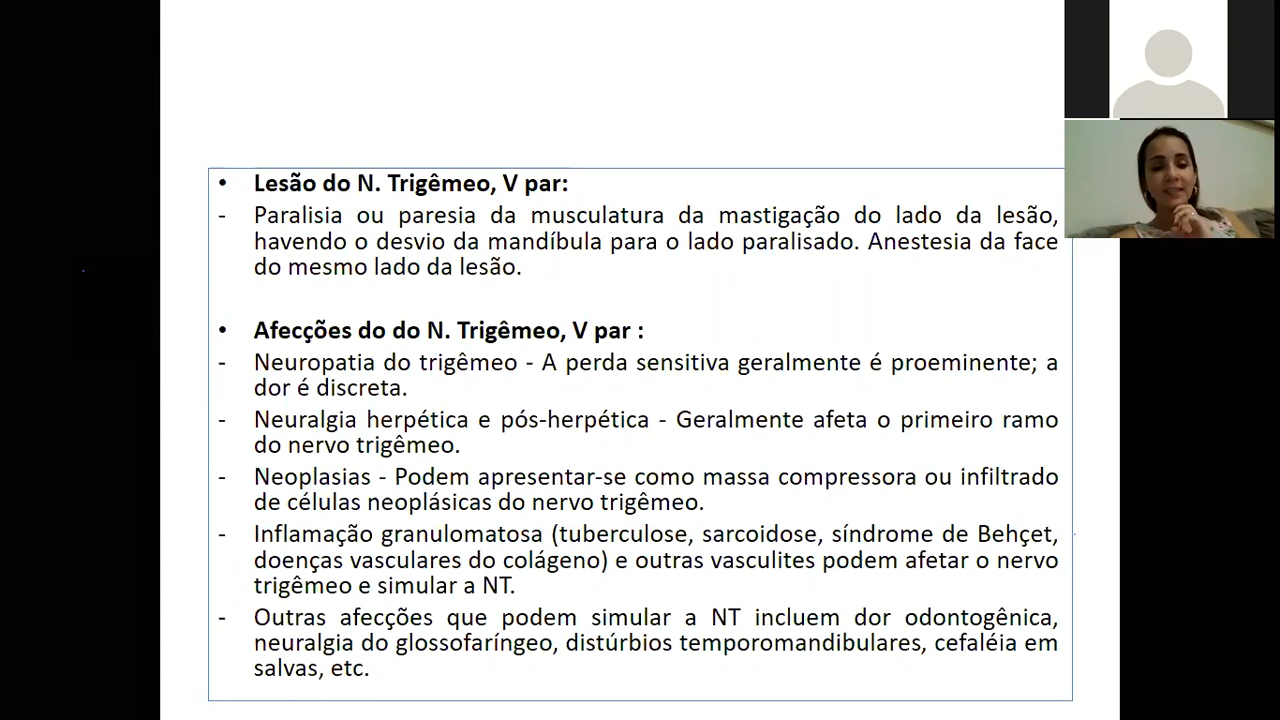 • Lesão do N. Trigêmeo, V par:
- Paralisia ou paresia da musculatura da mastigação do lado da lesão,
havendo o desvio da mandíbula para o lado paralisado. Anestesia da face
do mesmo lado da lesão.
• Afecções do do N. Trigêmeo, V par :
- Neuropatia do trigêmeo - A perda sensitiva geralmente é proeminente; a
dor é discreta.
- Neuralgia herpética e pós-herpética - Geralmente afeta o primeiro ramo
do nervo trigêmeo.
- Neoplasias - Podem apresentar-se como massa compressora ou infiltrado
de células neoplásicas do nervo trigêmeo.
- Inflamação granulomatosa (tuberculose, sarcoidose, síndrome de Behçet,
doenças vasculares do colágeno) e outras vasculites podem afetar o nervo
trigêmeo e simular a NT.
- Outras afecções que podem simular a NT incluem dor odontogênica,
neuralgia do glossofaríngeo, distúrbios temporomandibulares, cefaléia em
salvas, etc.